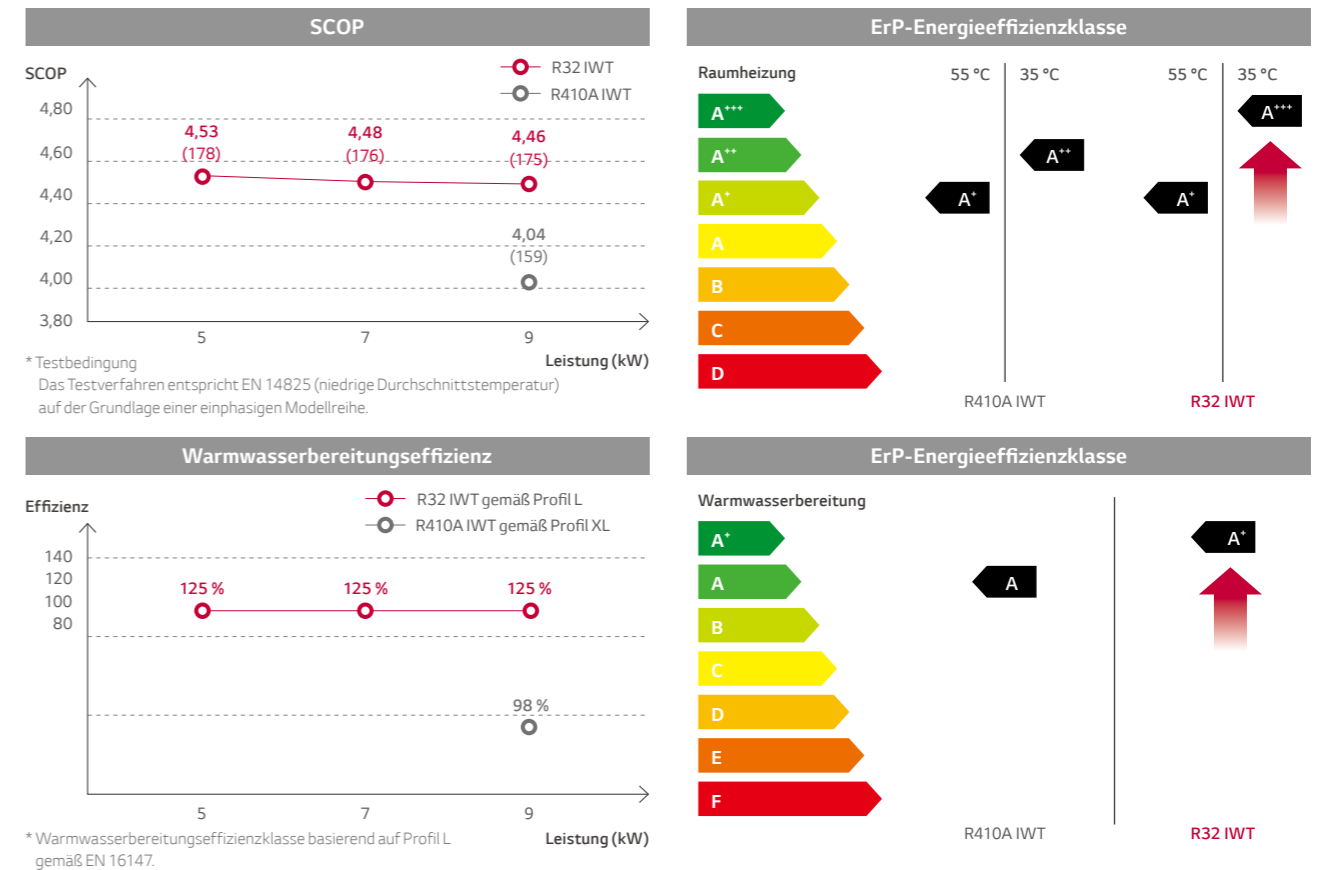 SCOP
SCOP
R32 IWT
R410A IWT
4,80
4,60
4,40
4,20
4,00
3,80
4,53
(178)
4,48
(176)
4,46
(175)
4,04
(159)
5
7
9
Leistung (kW)
* Testbedingung
Das Testverfahren entspricht EN 14825 (niedrige Durchschnittstemperatur)
auf der Grundlage einer einphasigen Modellreihe.
ErP-Energieeffizienzklasse
Raumheizung
55 °C
35 °C
55 °C
35 °C
A+++
A++
A+
A
B
C
D
A+
A++
A+
A+++
R410A IWT
R32 IWT
Warmwasserbereitungseffizienz
Effizienz
R32 IWT gemäß Profil L
R410A IWT gemäß Profil XL
140
120
100
80
125 %
125 %
125 %
98 %
5
7
9
Leistung (kW)
* Warmwasserbereitungseffizienzklasse basierend auf Profil L
gemäß EN 16147.
ErP-Energieeffizienzklasse
Warmwasserbereitung
A+
A
B
C
D
E
F
A
A+
R410A IWT
R32 IWT